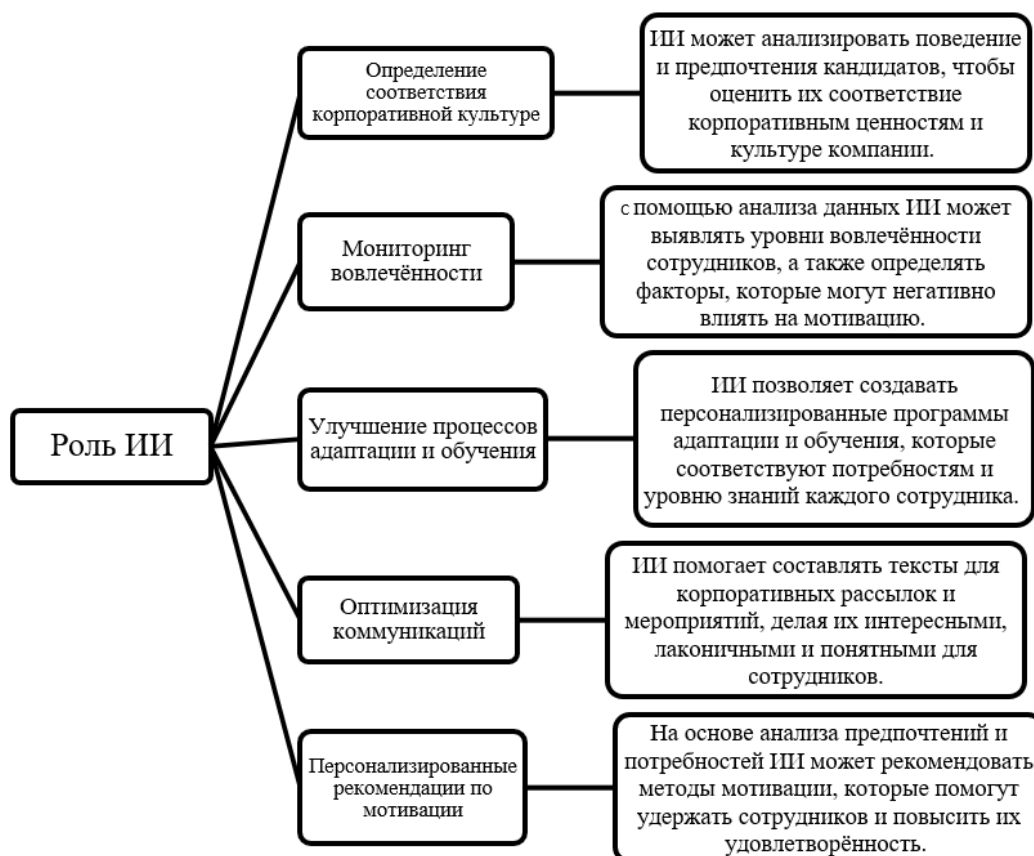 Роль ИИ
Определение
соответствия
корпоративной культуре
ИИ может анализировать поведение
и предпочтения кандидатов, чтобы
оценить их соответствие
корпоративным ценностям и
культуре компании.
Мониторинг
вовлечённости
с помощью анализа данных ИИ может
выявлять уровни вовлечённости
сотрудников, а также определять
факторы, которые могут негативно
влиять на мотивацию.
Улучшение процессов
адаптации и обучения
ИИ позволяет создавать
персонализированные программы
адаптации и обучения, которые
соответствуют потребностям и
уровню знаний каждого сотрудника.
Оптимизация
коммуникаций
ИИ помогает составлять тексты для
корпоративных рассылок и
мероприятий, делая их интересными,
лаконичными и понятными для
сотрудников.
Персонализированные
рекомендации по
мотивации
На основе анализа предпочтений и
потребностей ИИ может рекомендовать
методы мотивации, которые помогут
удержать сотрудников и повысить их
удовлетворённость.